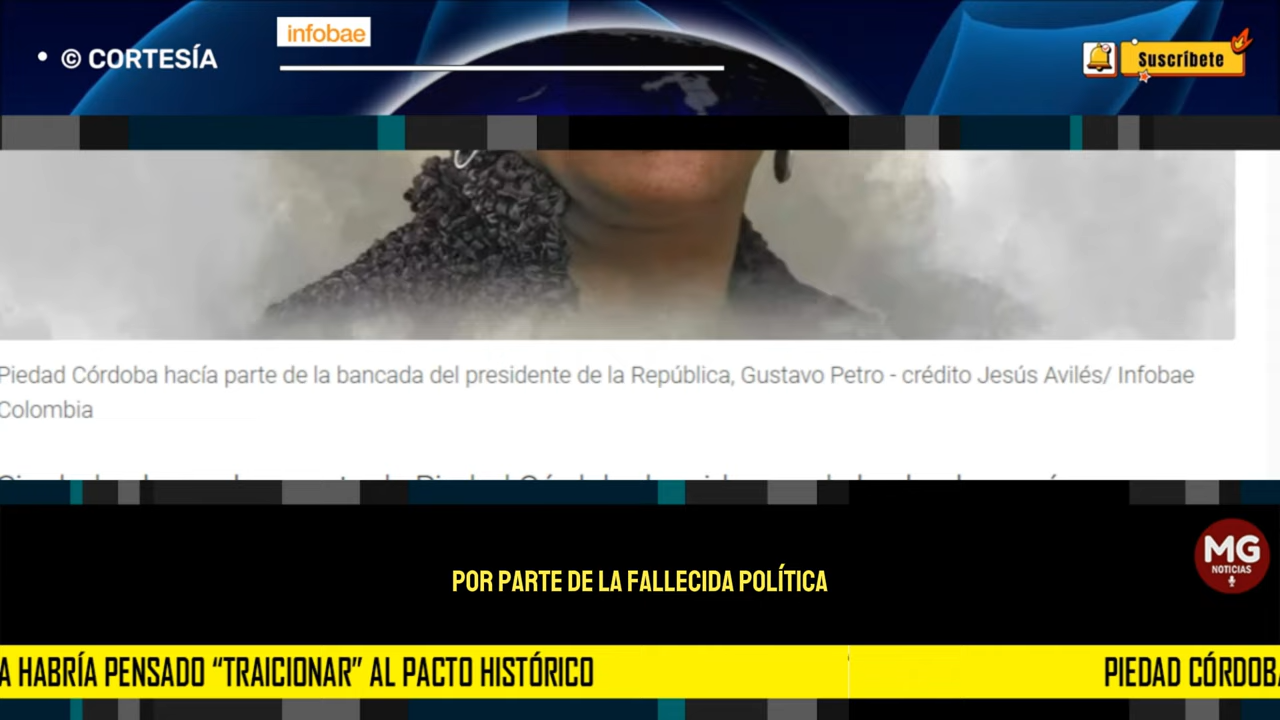 infobae
• © CORTESÍA
Suscríbete
Piedad Córdoba hacía parte de la bancada del presidente de la República, Gustavo Petro - crédito Jesús Avilés/ Infobae
Colombia
MG
NOTICIAS
POR PARTE DE LA FALLECIDA POLÍTICA
A HABRÍA PENSADO “TRAICIONAR” AL PACTO HISTÓRICO
PIEDAD CÓRDOBA